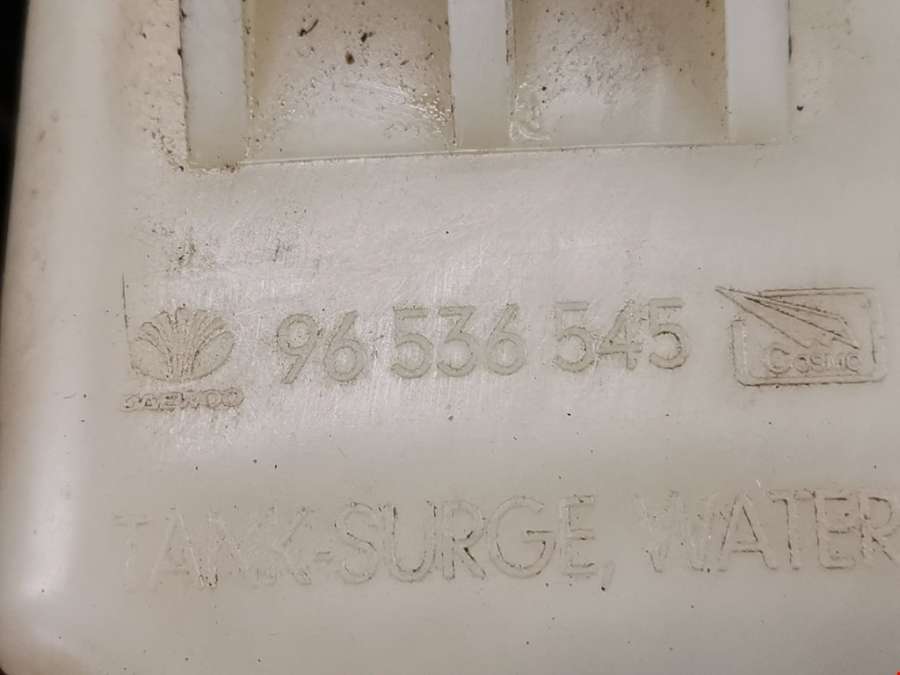 DAEWOO 96 536 545 Cosmo
TANK-SURGE, WATER